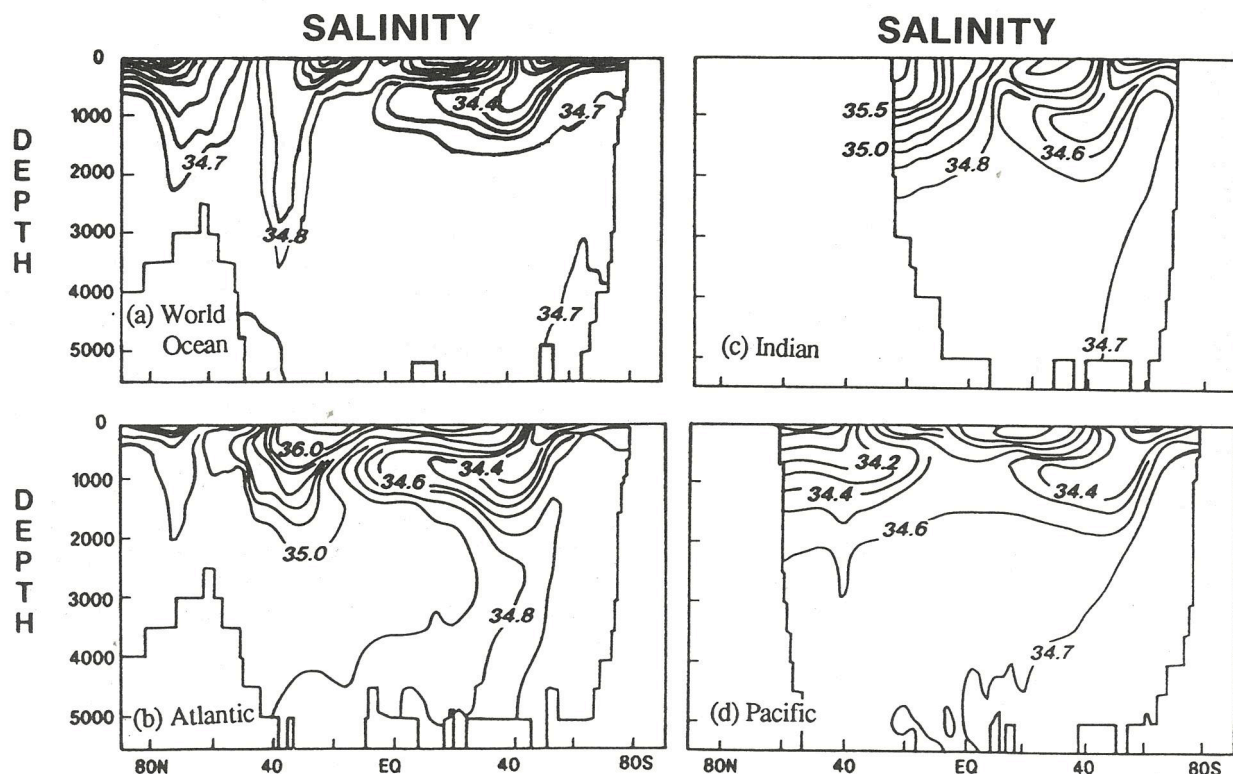 SALINITY
SALINITY
DEPTH
0
1000
2000
3000
4000
5000
34.4
34.7
34.7
34.8
34.7
(a) World
Ocean
35.5
35.0
34.8
34.6
34.7
(c) Indian
DEPTH
0
1000
2000
3000
4000
5000
36.0
34.4
34.6
35.0
34.8
(b) Atlantic
34.2
34.4
34.4
34.6
34.7
(d) Pacific
80N
40
EQ
40
80S
80N
40
EQ
40
80S